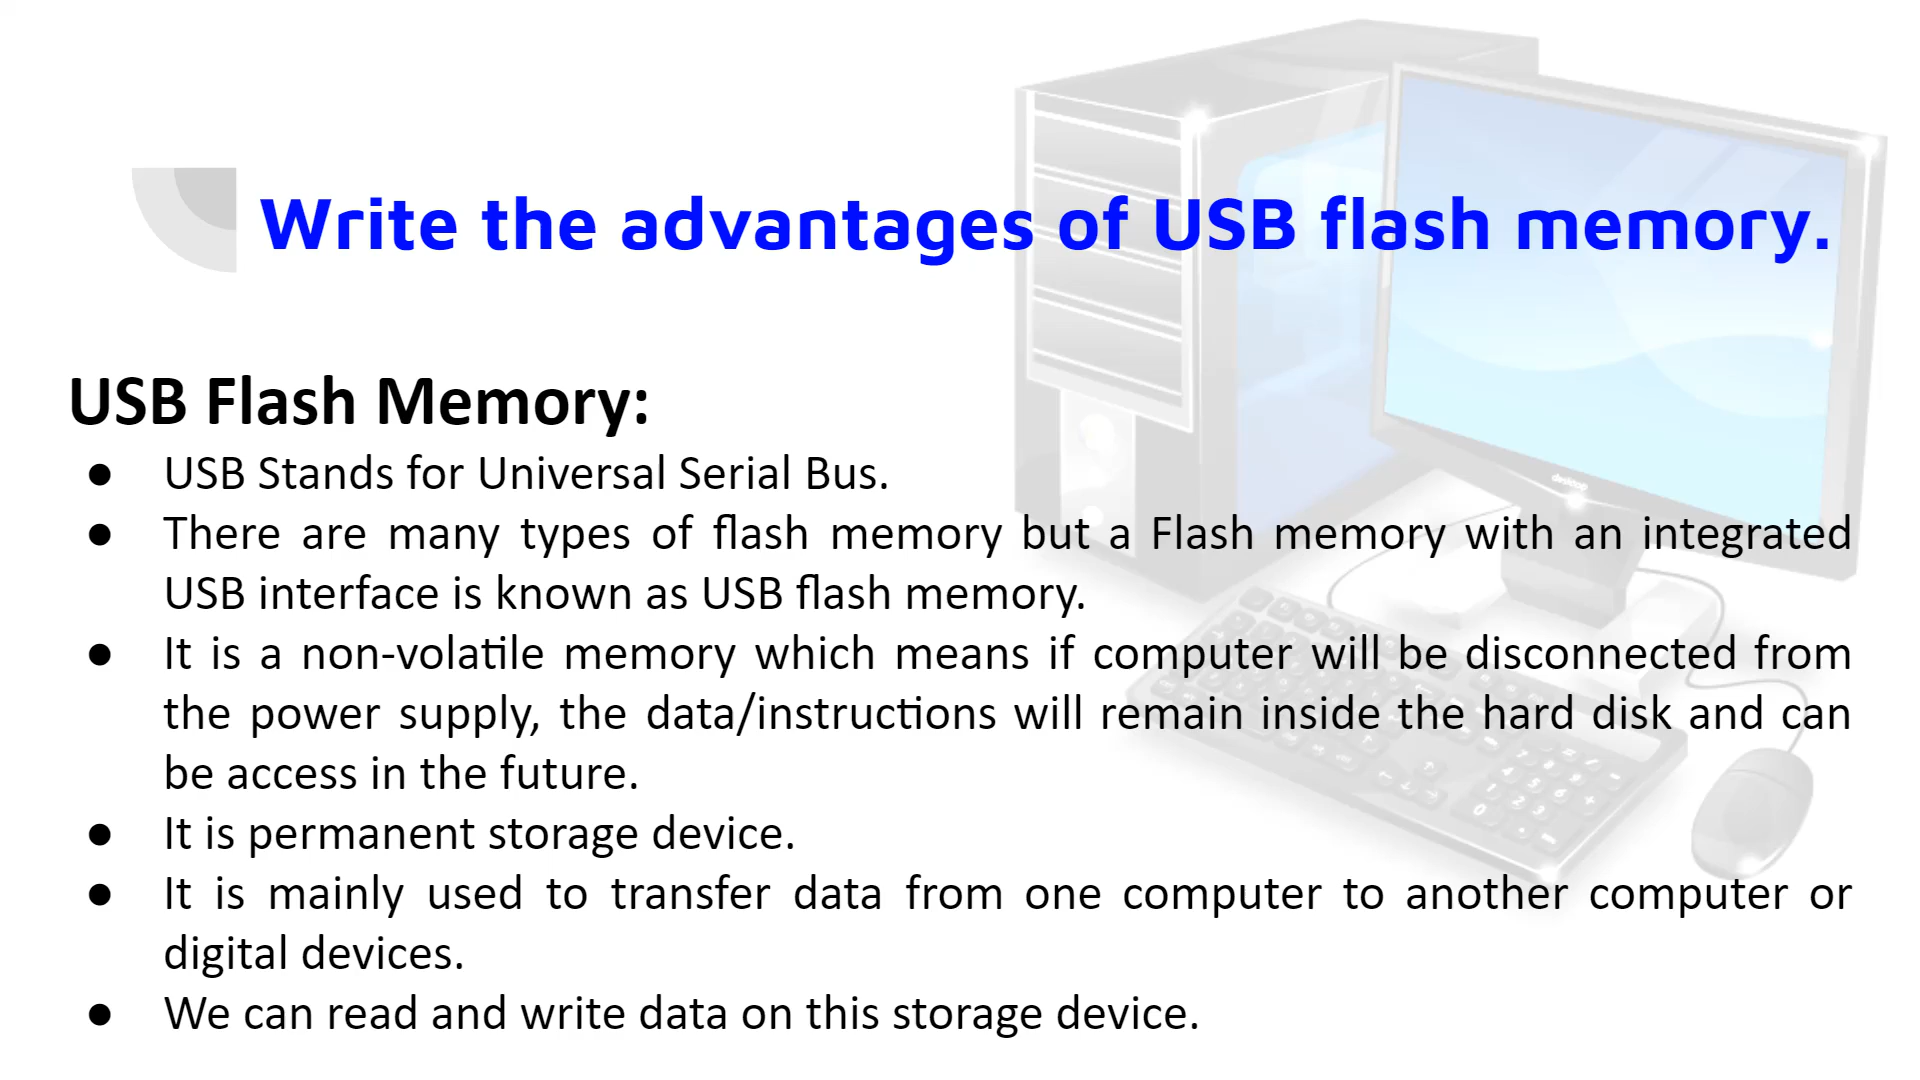 Write the advantages of USB flash memory.
USB Flash Memory:
● USB Stands for Universal Serial Bus.
● There are many types of flash memory but a Flash memory with an integrated
USB interface is known as USB flash memory.
● It is a non-volatile memory which means if computer will be disconnected from
the power supply, the data/instructions will remain inside the hard disk and can
be access in the future.
● It is permanent storage device.
● It is mainly used to transfer data from one computer to another computer or
digital devices.
● We can read and write data on this storage device.